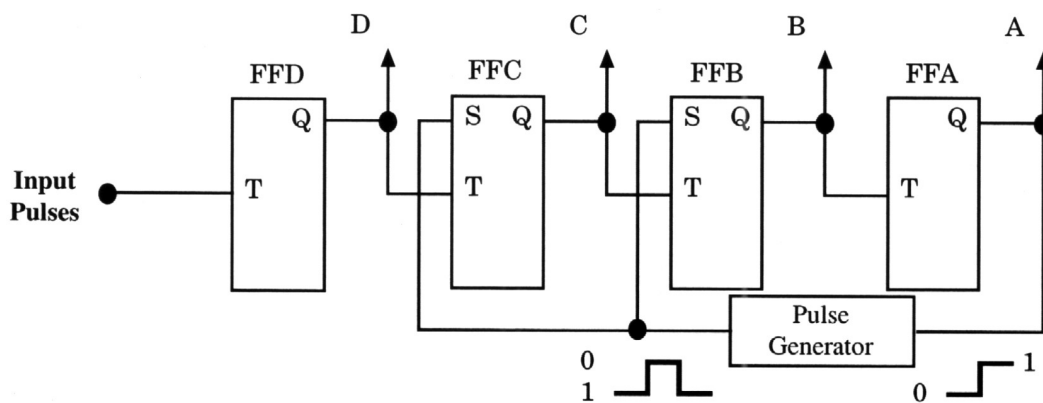 D C B A
FFD FFC FFB FFA
Q S Q S Q Q
Input
Pulses
T T T T
Pulse
Generator
0
1
1
0